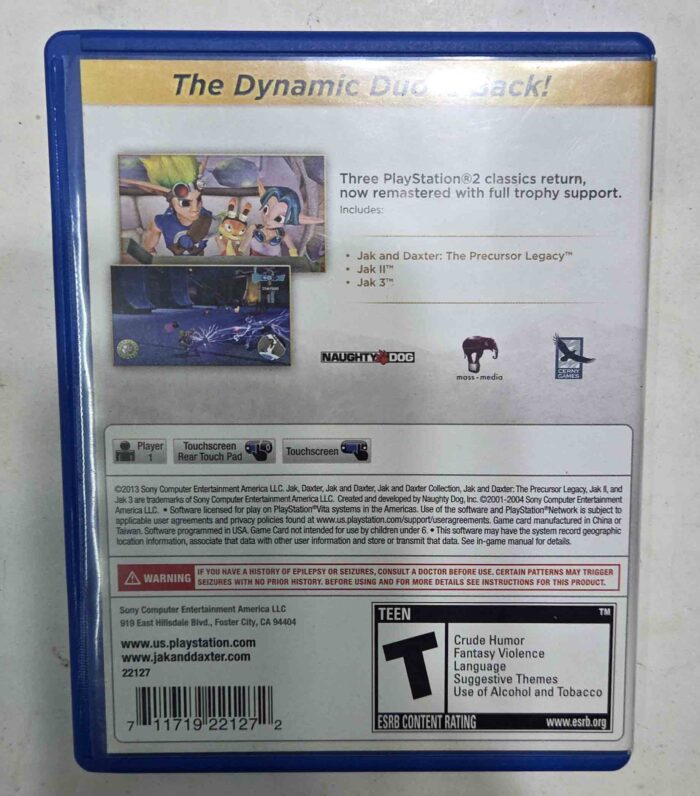 The Dynamic Duo Back!
Three PlayStation®2 classics return,
now remastered with full trophy support.
Includes:
• Jak and Daxter: The Precursor Legacy™
• Jak II™
• Jak 3™
NAUGHTY DOG
mass-media
CERNY
GAMES
Player
1
Touchscreen
Rear Touch Pad
Touchscreen
©2013 Sony Computer Entertainment America LLC. Jak, Daxter, Jak and Daxter, Jak and Daxter Collection, Jak and Daxter: The Precursor Legacy, Jak II, and
Jak 3 are trademarks of Sony Computer Entertainment America LLC. Created and developed by Naughty Dog, Inc. ©2001-2004 Sony Computer Entertainment
America LLC. • Software licensed for play on PlayStation®Vita systems in the Americas. Use of the software and PlayStation®Network is subject to
applicable user agreements and privacy policies found at www.us.playstation.com/support/useragreements. Game card manufactured in China or
Taiwan. Software programmed in USA. Game Card not intended for use by children under 6. • This software may have the system record geographic
location information, associate that data with other user information and store or transmit that data. See in-game manual for details.
WARNING
IF YOU HAVE A HISTORY OF EPILEPSY OR SEIZURES, CONSULT A DOCTOR BEFORE USE. CERTAIN PATTERNS MAY TRIGGER
SEIZURES WITH NO PRIOR HISTORY. BEFORE USING AND FOR MORE DETAILS SEE INSTRUCTIONS FOR THIS PRODUCT.
Sony Computer Entertainment America LLC
919 East Hillsdale Blvd., Foster City, CA 94404
www.us.playstation.com
www.jakanddaxter.com
22127
7 11719 22127 2
TEEN
TM
T
Crude Humor
Fantasy Violence
Language
Suggestive Themes
Use of Alcohol and Tobacco
ESRB CONTENT RATING
www.esrb.org